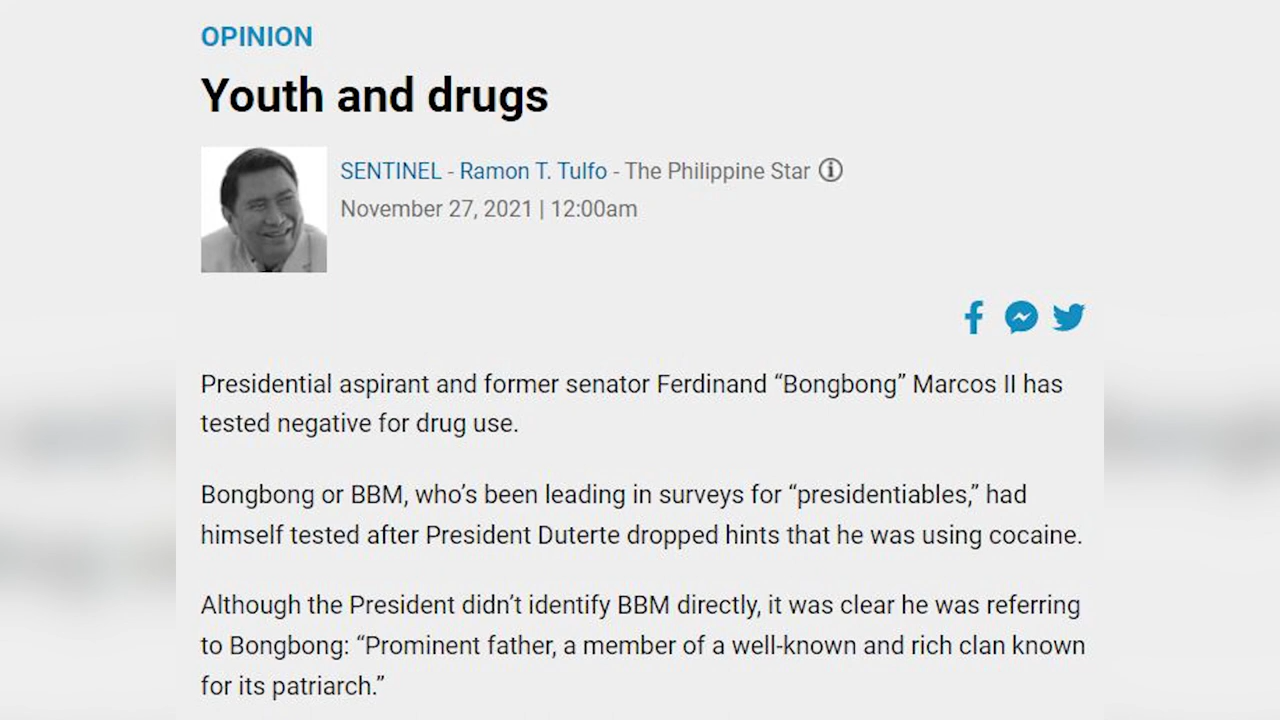 OPINION
Youth and drugs
SENTINEL - Ramon T. Tulfo - The Philippine Star
November 27, 2021 | 12:00am
Presidential aspirant and former senator Ferdinand “Bongbong” Marcos II has
tested negative for drug use.
Bongbong or BBM, who’s been leading in surveys for “presidentiables,” had
himself tested after President Duterte dropped hints that he was using cocaine.
Although the President didn’t identify BBM directly, it was clear he was referring
to Bongbong: “Prominent father, a member of a well-known and rich clan known
for its patriarch.”